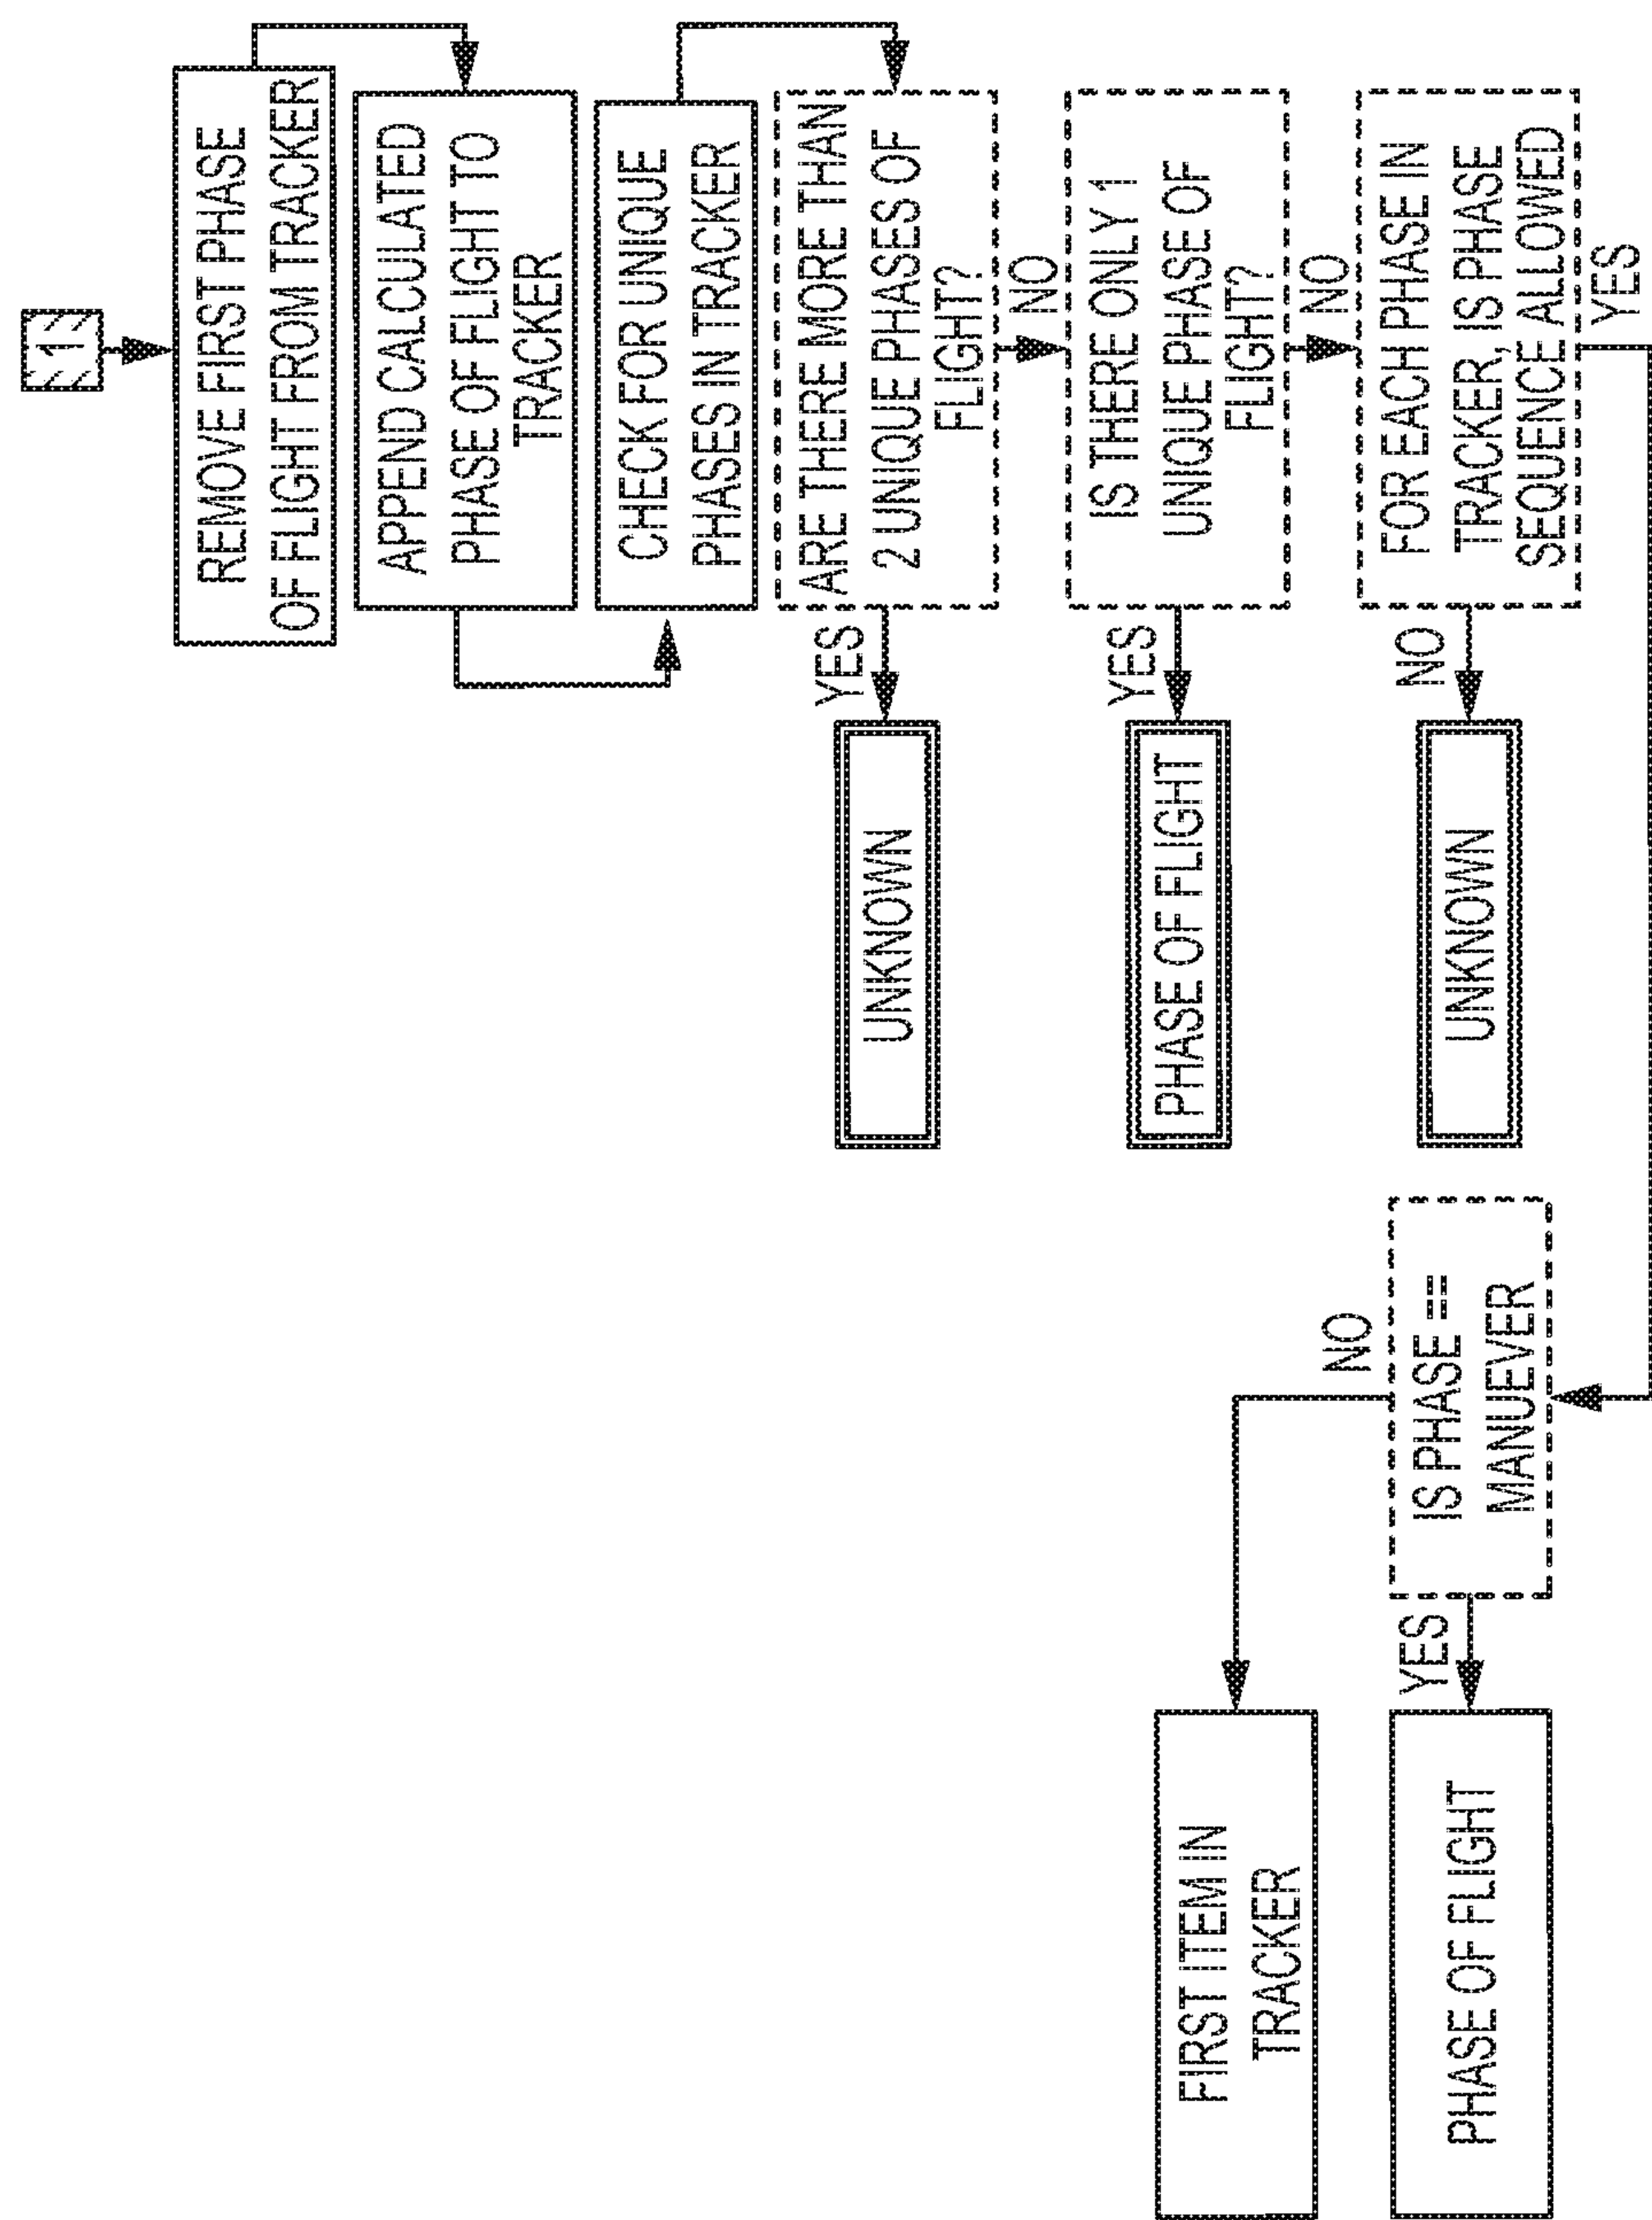 1
REMOVE FIRST PHASE
OF FLIGHT FROM TRACKER
APPEND CALCULATED
PHASE OF FLIGHT TO
TRACKER
CHECK FOR UNIQUE
PHASES IN TRACKER
ARE THERE MORE THAN
2 UNIQUE PHASES OF
FLIGHT?
YES
UNKNOWN
NO
IS THERE ONLY 1
UNIQUE PHASE OF
FLIGHT?
YES
PHASE OF FLIGHT
NO
FOR EACH PHASE IN
TRACKER, IS PHASE
SEQUENCE ALLOWED
NO
UNKNOWN
YES
IS PHASE ==
MANUEVER
NO
FIRST ITEM IN
TRACKER
YES
PHASE OF FLIGHT